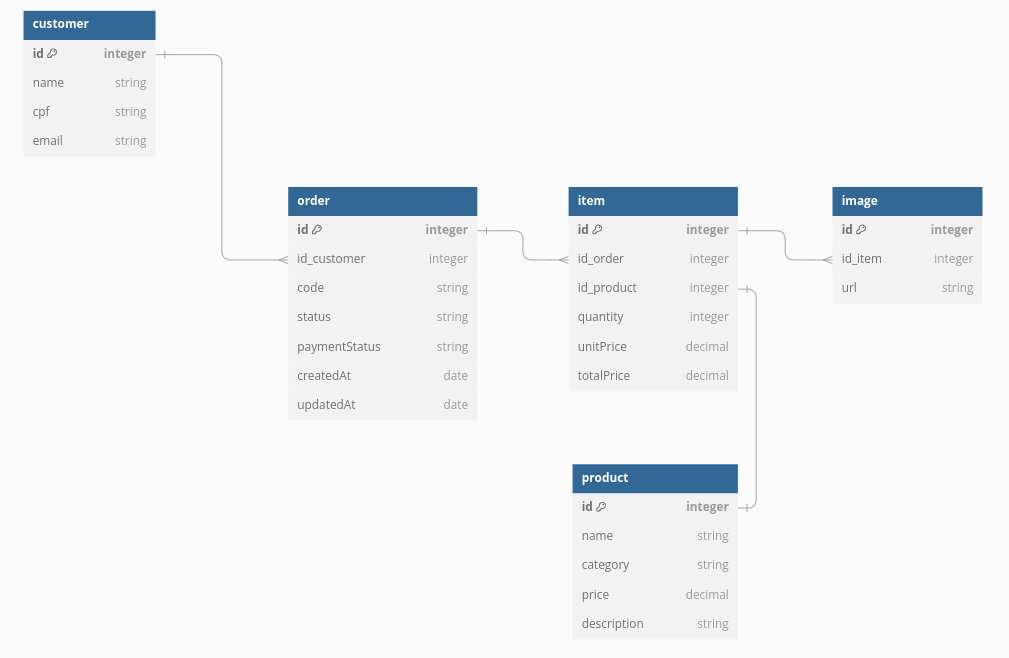 customer
id integer
name string
cpf string
email string
order
id integer
id_customer integer
code string
status string
paymentStatus string
createdAt date
updatedAt date
item
id integer
id_order integer
id_product integer
quantity integer
unitPrice decimal
totalPrice decimal
image
id integer
id_item integer
url string
product
id integer
name string
category string
price decimal
description string